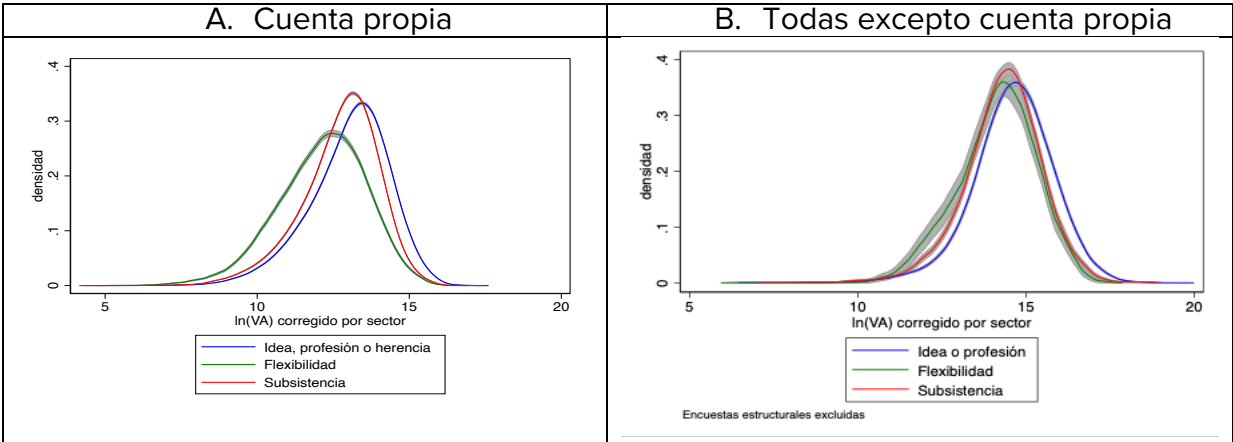 A. Cuenta propia
B. Todas excepto cuenta propia
densidad
.4
.3
.2
.1
0
5
10
15
20
ln(VA) corregido por sector
Idea, profesión o herencia
Flexibilidad
Subsistencia
densidad
.4
.3
.2
.1
0
5
10
15
20
ln(VA) corregido por sector
Idea o profesión
Flexibilidad
Subsistencia
Encuestas estructurales excluidas